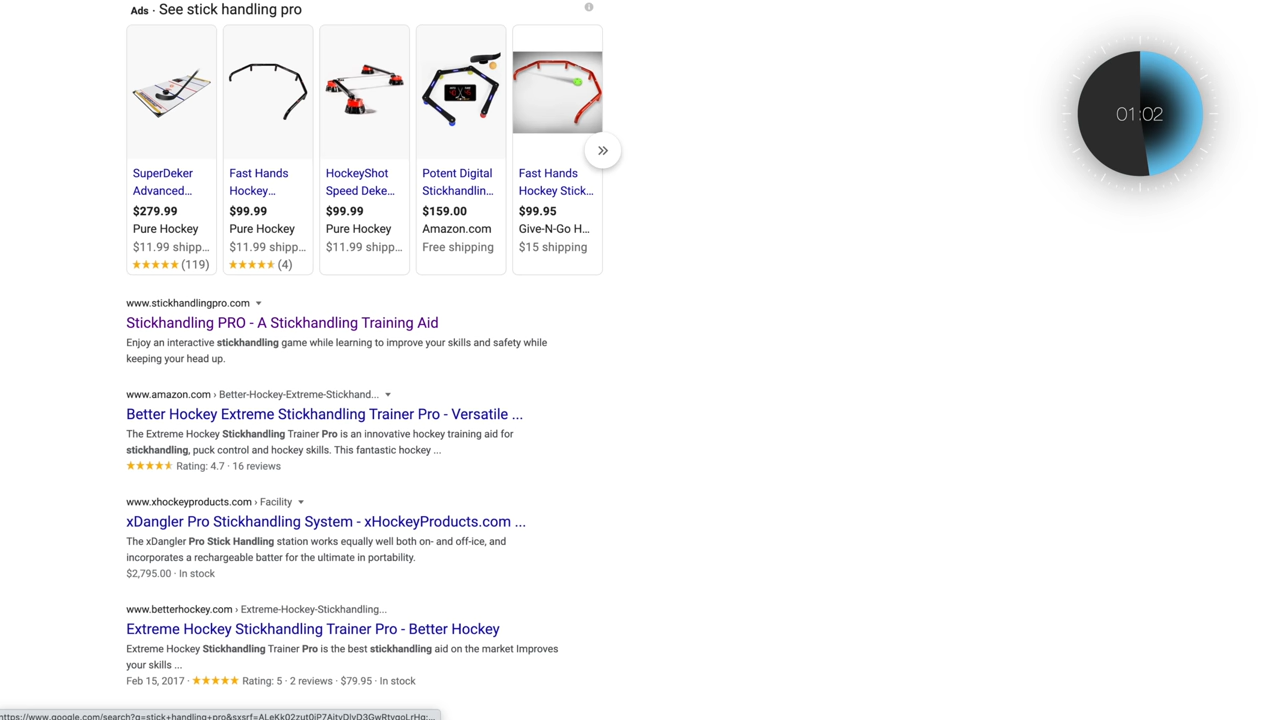 Ads · See stick handling pro
SuperDeker
Advanced...
$279.99
Pure Hockey
$11.99 shipp...
(119)
Fast Hands
Hockey...
$99.99
Pure Hockey
$11.99 shipp...
(4)
HockeyShot
Speed Deke...
$99.99
Pure Hockey
$11.99 shipp...
Potent Digital
Stickhandlin...
$159.00
Amazon.com
Free shipping
Fast Hands
Hockey Stick...
$99.95
Give-N-Go H...
$15 shipping
01:02
www.stickhandlingpro.com
Stickhandling PRO - A Stickhandling Training Aid
Enjoy an interactive stickhandling game while learning to improve your skills and safety while
keeping your head up.
www.amazon.com › Better-Hockey-Extreme-Stickhand...
Better Hockey Extreme Stickhandling Trainer Pro - Versatile ...
The Extreme Hockey Stickhandling Trainer Pro is an innovative hockey training aid for
stickhandling, puck control and hockey skills. This fantastic hockey ...
Rating: 4.7 · 16 reviews
www.xhockeyproducts.com › Facility
xDangler Pro Stickhandling System - xHockeyProducts.com ...
The xDangler Pro Stick Handling station works equally well both on- and off-ice, and
incorporates a rechargeable batter for the ultimate in portability.
$2,795.00 · In stock
www.betterhockey.com › Extreme-Hockey-Stickhandling...
Extreme Hockey Stickhandling Trainer Pro - Better Hockey
Extreme Hockey Stickhandling Trainer Pro is the best stickhandling aid on the market Improves
your skills ...
Feb 15, 2017 · Rating: 5 · 2 reviews · $79.95 · In stock